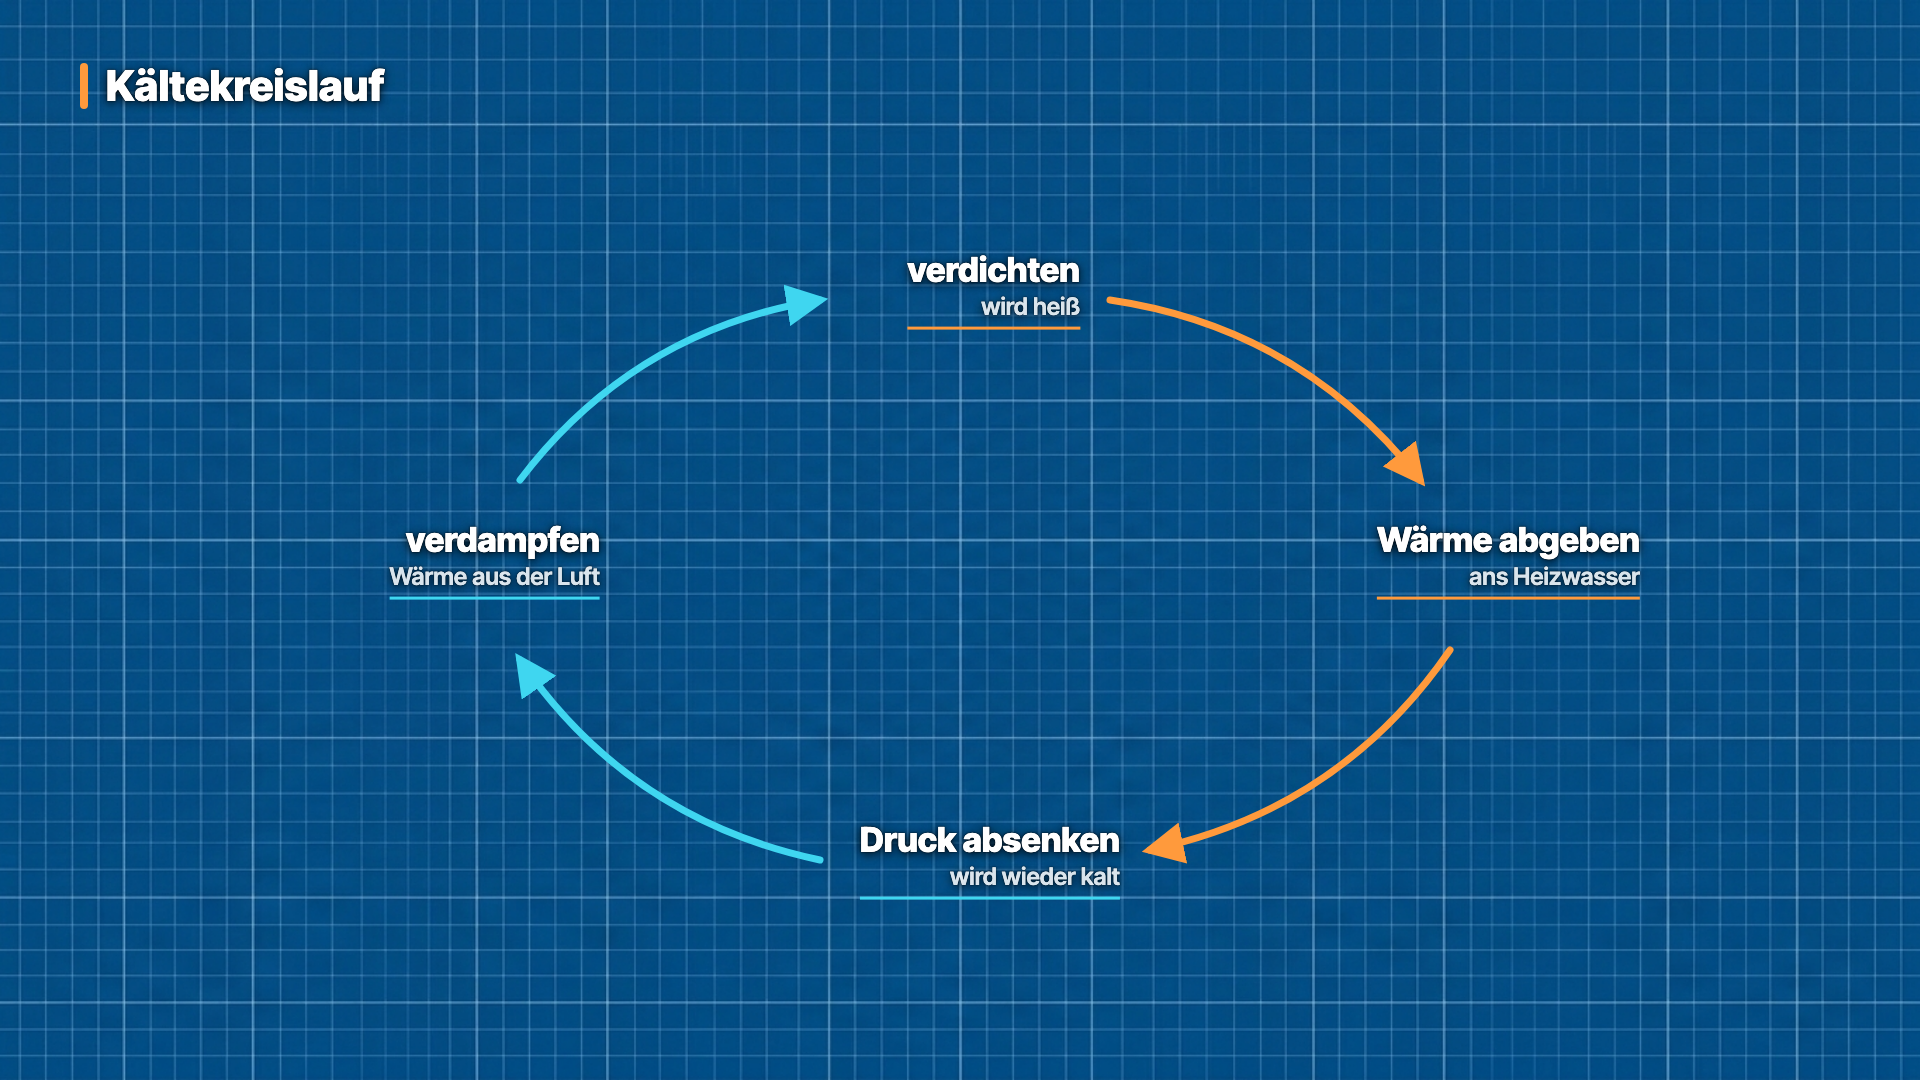 Kältekreislauf
verdichten
wird heiß
verdampfen
Wärme aus der Luft
Wärme abgeben
ans Heizwasser
Druck absenken
wird wieder kalt